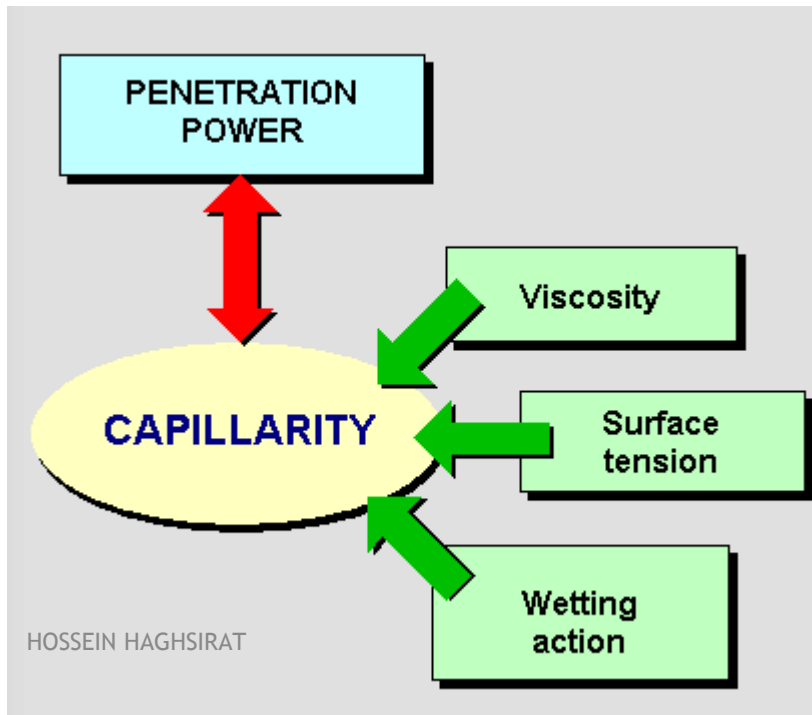 PENETRATION
POWER
Viscosity
CAPILLARITY
Surface
tension
Wetting
action
HOSSEIN HAGHSIRAT